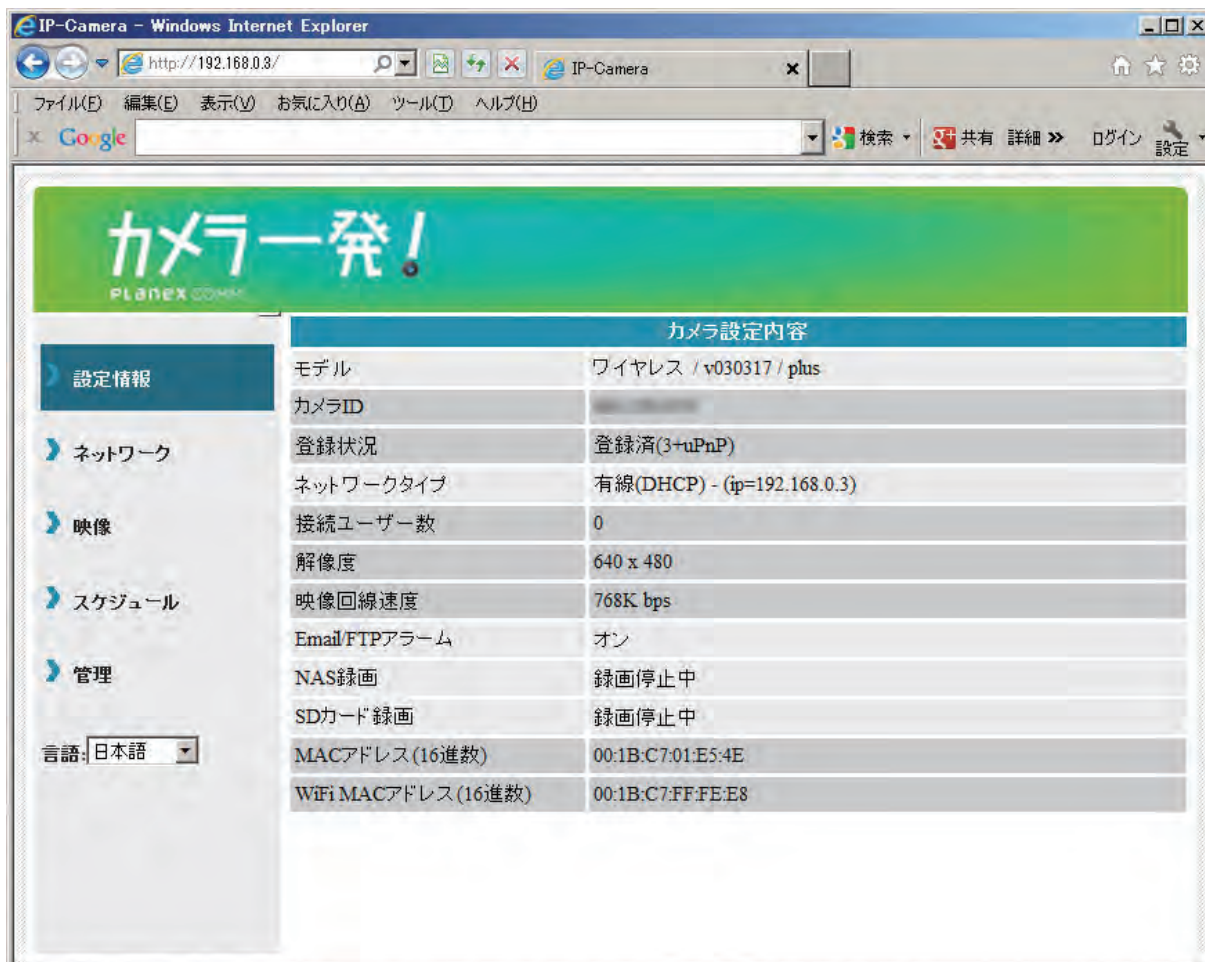 IP-Camera - Windows Internet Explorer
http://192.168.0.3/
IP-Camera
ファイル(F) 編集(E) 表示(V) お気に入り(A) ツール(T) ヘルプ(H)
Google 検索 共有 詳細 ログイン 設定
カメラ一発!
PLANEX COMM.
カメラ設定内容
設定情報
ネットワーク
映像
スケジュール
管理
言語: 日本語
モデル ワイヤレス / v030317 / plus
カメラID
登録状況 登録済(3+uPnP)
ネットワークタイプ 有線(DHCP) - (ip=192.168.0.3)
接続ユーザー数 0
解像度 640 x 480
映像回線速度 768K bps
Email/FTPアラーム オン
NAS録画 録画停止中
SDカード録画 録画停止中
MACアドレス(16進数) 00:1B:C7:01:E5:4E
WiFi MACアドレス(16進数) 00:1B:C7:FF:FE:E8